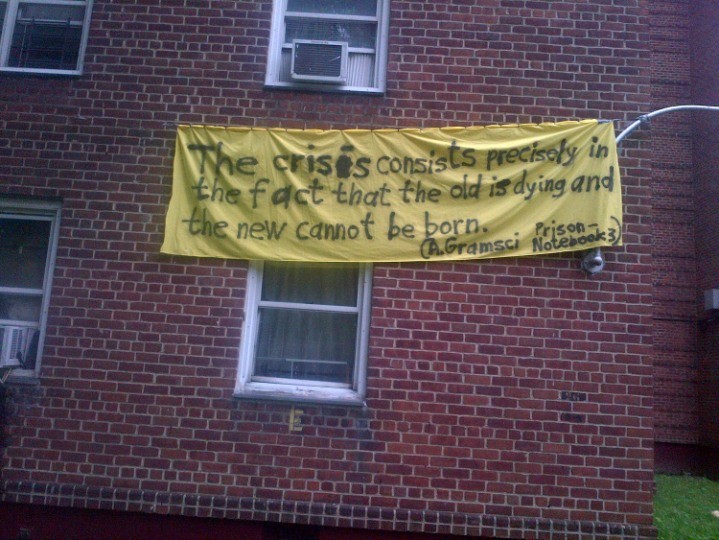 The crisis consists precisely in
the fact that the old is dying and
the new cannot be born.
(A.Gramsci Prison-
Notebook3)
E